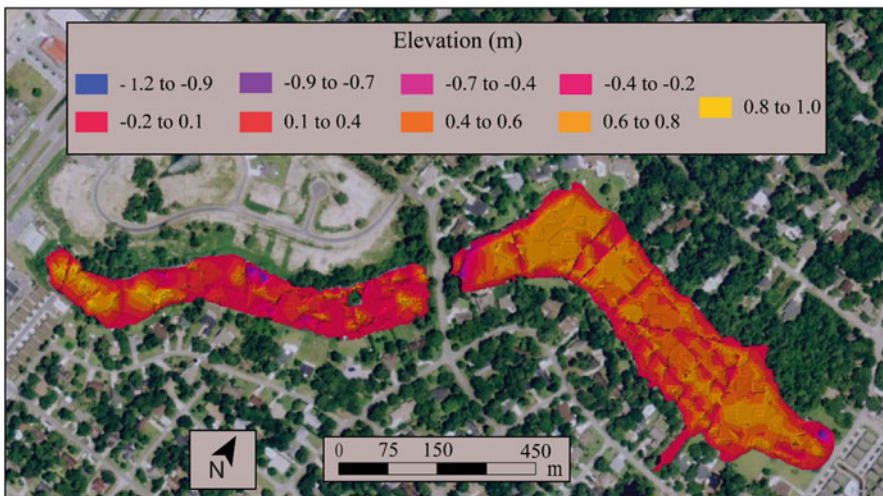 Elevation (m)
- 1.2 to -0.9 -0.9 to -0.7 -0.7 to -0.4 -0.4 to -0.2
-0.2 to 0.1 0.1 to 0.4 0.4 to 0.6 0.6 to 0.8 0.8 to 1.0
N
0 75 150 450
m